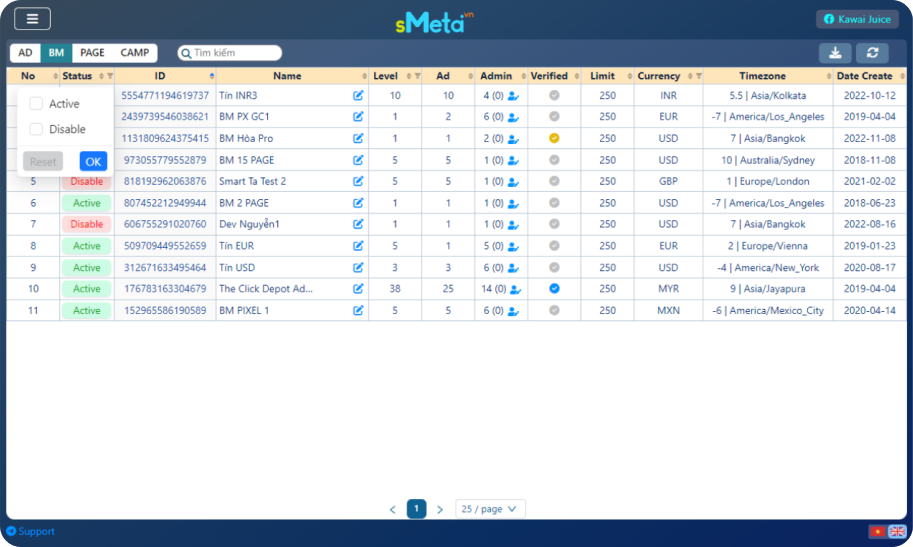 sMeta vn
Kawai Juice
AD BM PAGE CAMP Tìm kiếm
No Status ID Name Level Ad Admin Verified Limit Currency Timezone Date Create
Active
Disable
Reset OK
5554771194619737 Tín INR3 10 10 4 (0) 250 INR 5.5 | Asia/Kolkata 2022-10-12
2439739546038621 BM PX GC1 1 2 6 (0) 250 EUR -7 | America/Los_Angeles 2019-04-04
1131809624375415 BM Hòa Pro 1 1 2 (0) 250 USD 7 | Asia/Bangkok 2022-11-08
973055779552879 BM 15 PAGE 5 5 1 (0) 250 USD 10 | Australia/Sydney 2018-11-08
5 Disable 818192962063876 Smart Ta Test 2 5 5 1 (0) 250 GBP 1 | Europe/London 2021-02-02
6 Active 807452212949944 BM 2 PAGE 5 5 1 (0) 250 USD -7 | America/Los_Angeles 2018-06-23
7 Disable 606755291020760 Dev Nguyễn1 1 1 1 (0) 250 USD 7 | Asia/Bangkok 2022-08-16
8 Active 509709449552659 Tín EUR 5 1 5 (0) 250 EUR 2 | Europe/Vienna 2019-01-23
9 Active 312671633495464 Tín USD 3 3 6 (0) 250 USD -4 | America/New_York 2020-08-17
10 Active 176783163304679 The Click Depot Ad... 38 25 14 (0) 250 MYR 9 | Asia/Jayapura 2019-04-04
11 Active 152965586190589 BM PIXEL 1 5 5 6 (0) 250 MXN -6 | America/Mexico_City 2020-04-14
1 25 / page
Support